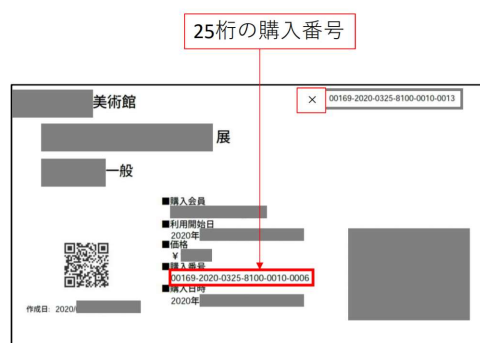 25桁の購入番号
美術館
× 00169-2020-0325-8100-0010-0013
展
一般
■購入会員
■利用開始日
2020年
■価格
¥
■購入番号
00169-2020-0325-8100-0010-0006
■購入日時
2020年
作成日: 2020/